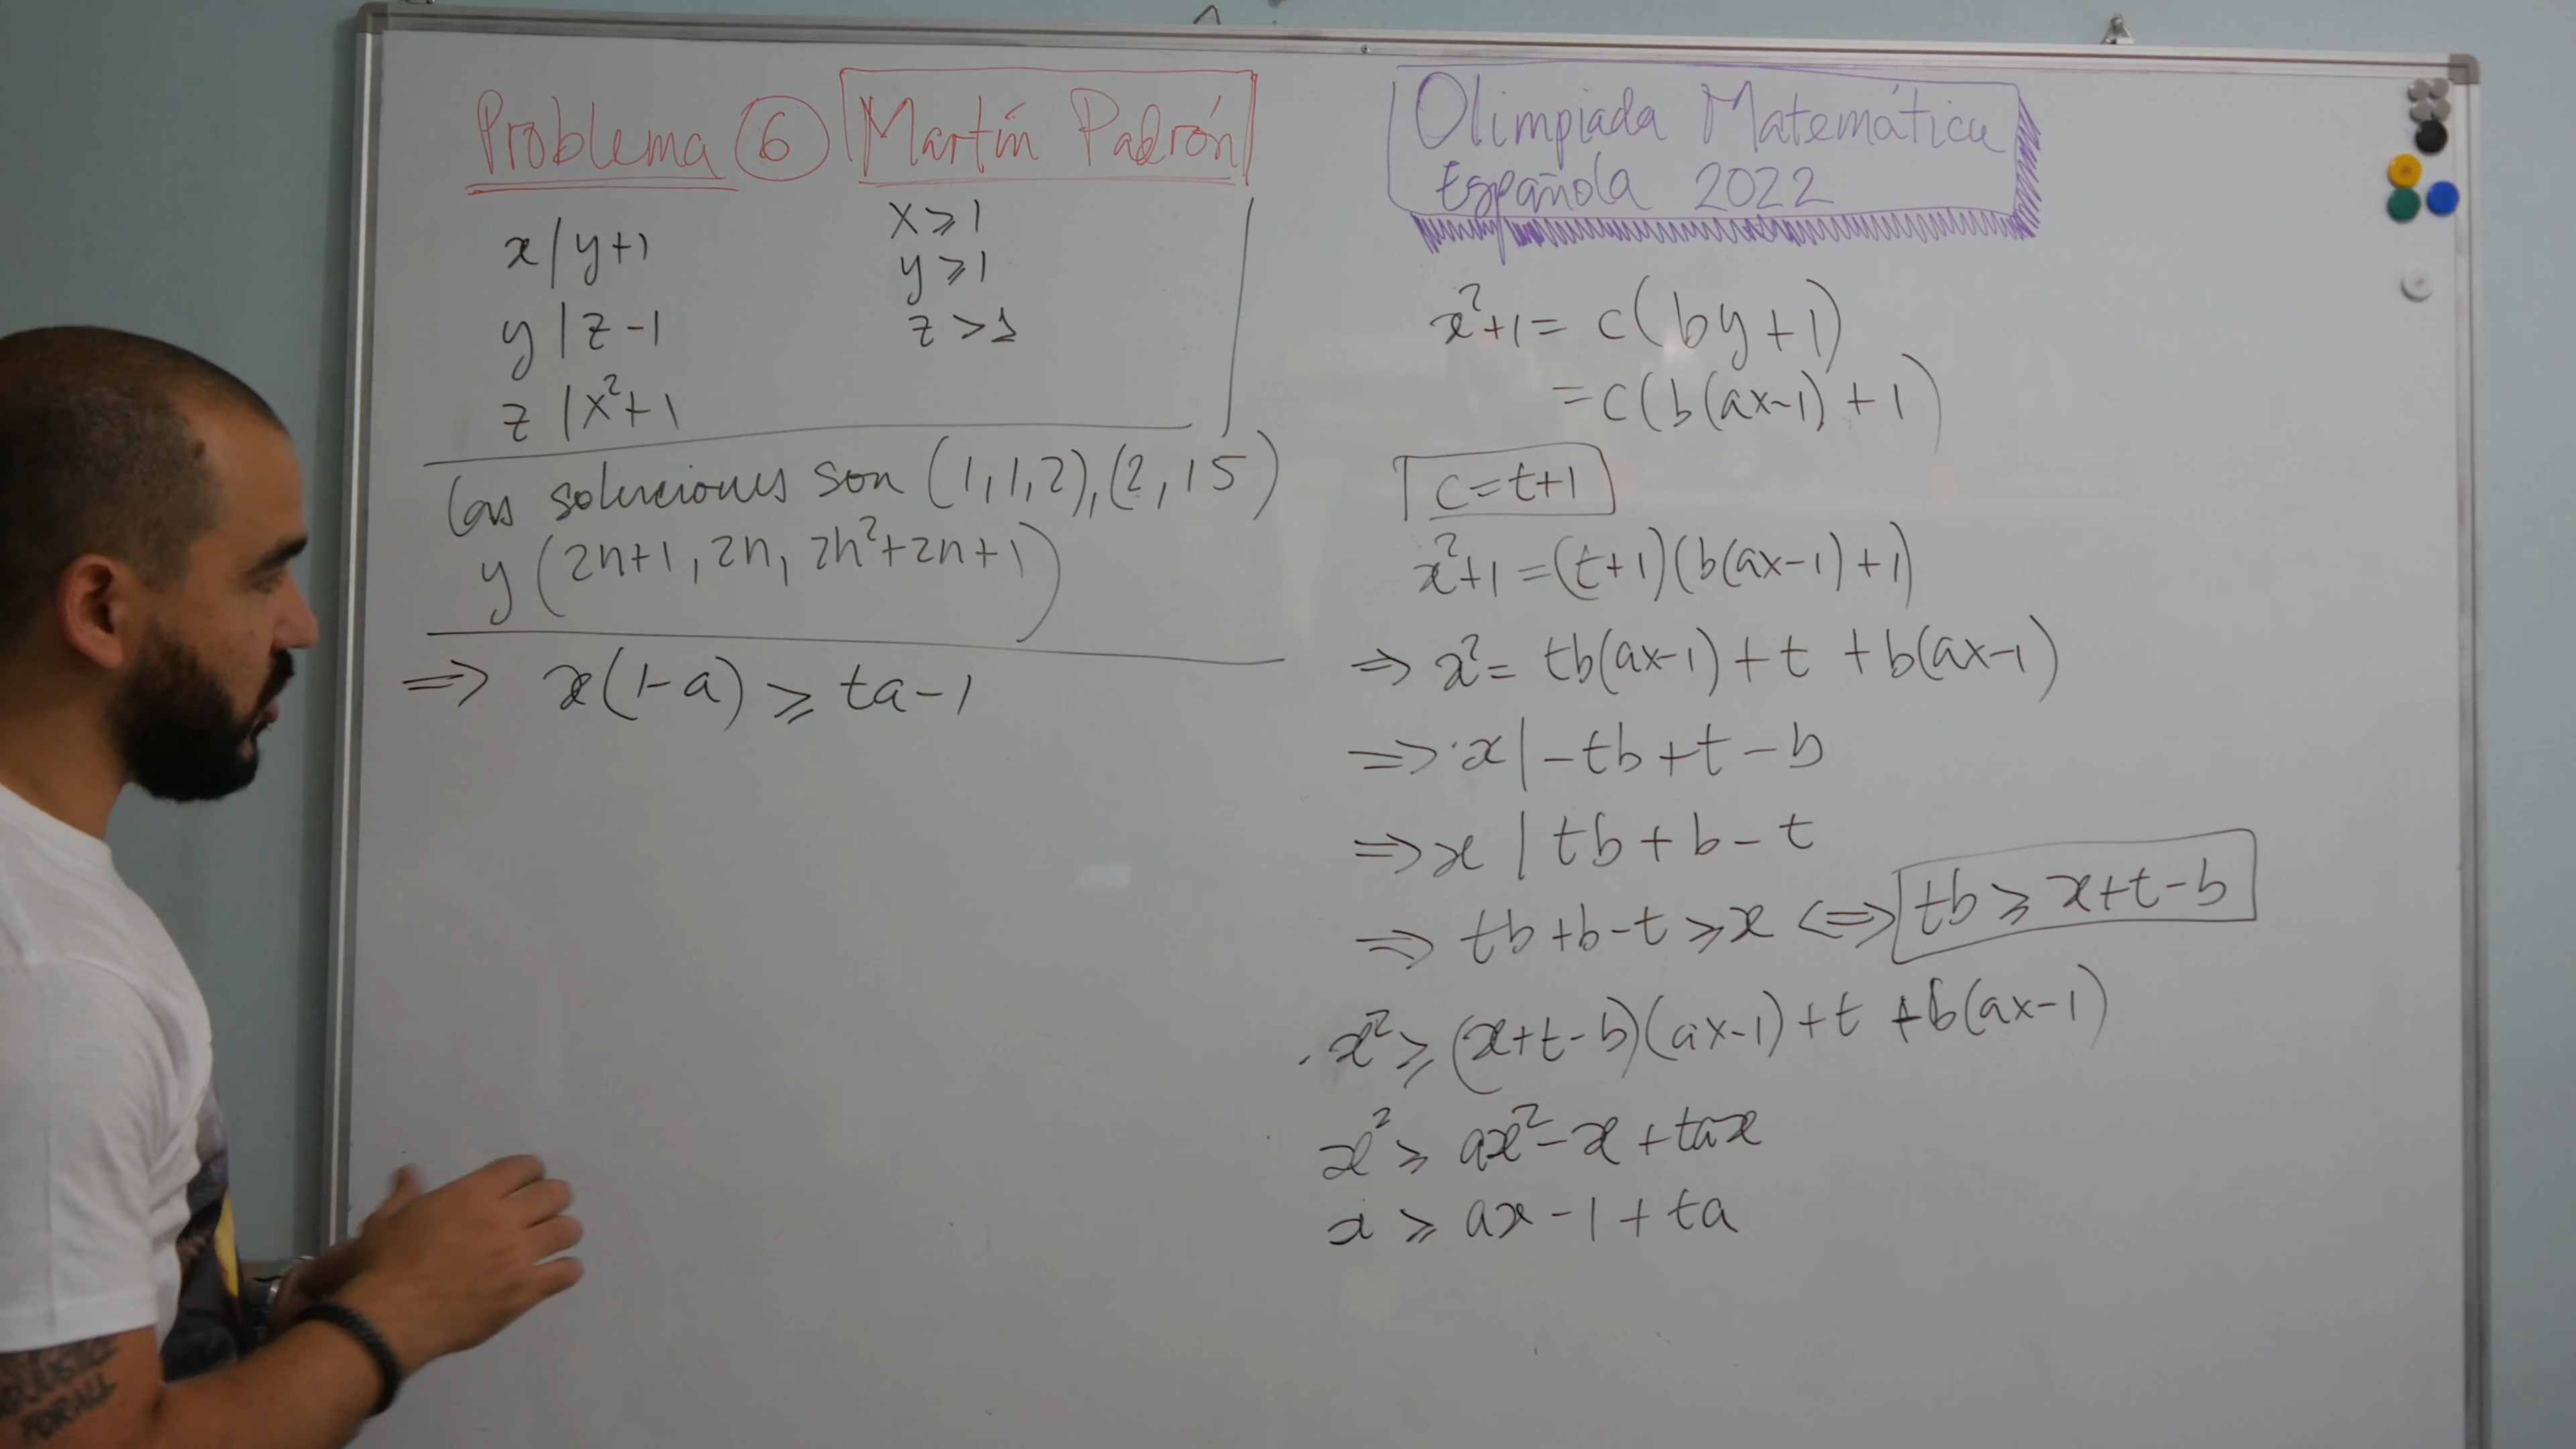 Problema 6 Martín Padrón
x | y+1
y | z-1
z | x²+1
x ⩾ 1
y ⩾ 1
z > 1
las soluciones son (1,1,2), (2,15)
y (2n+1, 2n, 2n²+2n+1)
⇒ x(1-a) ⩾ ta-1
Olimpiada Matemática
Española 2022
x²+1 = c(by+1)
= c(b(ax-1)+1)
c=t+1
x²+1 = (t+1)(b(ax-1)+1)
⇒ x² = tb(ax-1)+t+b(ax-1)
⇒ x | -tb+t-b
⇒ x | tb+b-t
⇒ tb+b-t ⩾ x ⇔ tb ⩾ x+t-b
x² ⩾ (x+t-b)(ax-1)+t+b(ax-1)
x² ⩾ ax²-x+tax
x ⩾ ax-1+ta
FOR ALL